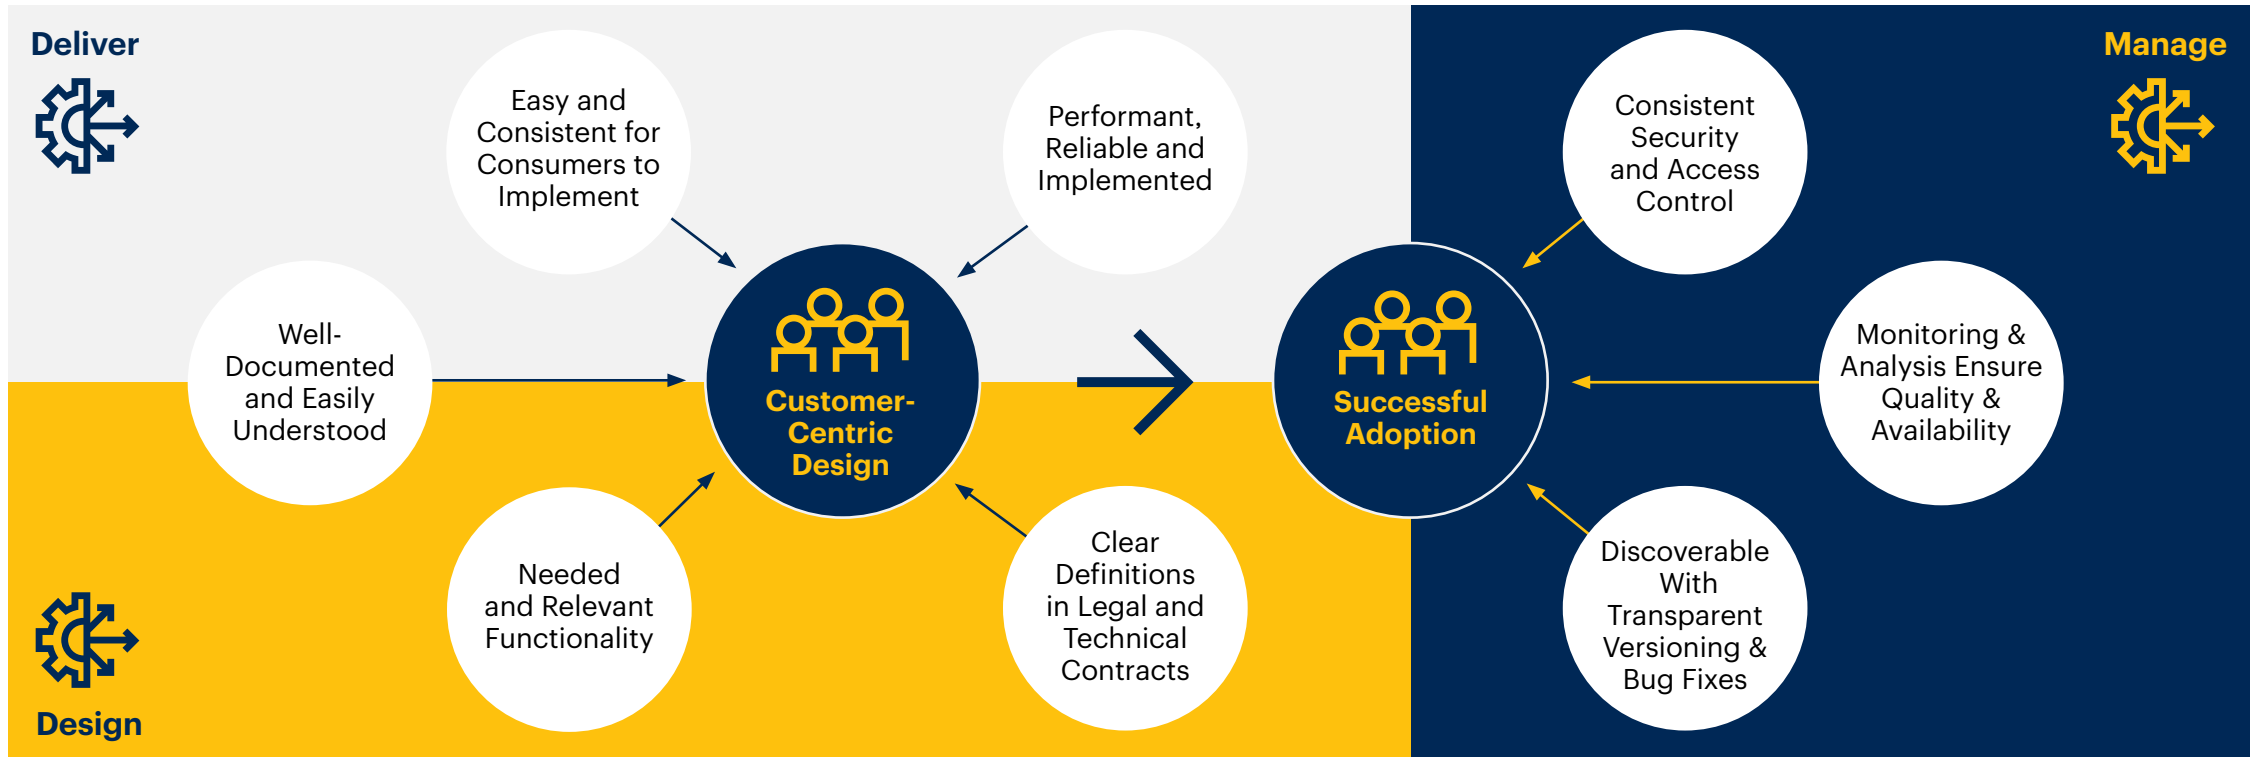 Deliver
Manage
Easy and
Consistent for
Consumers to
Implement
Performant,
Reliable and
Implemented
Consistent
Security
and Access
Control
Well-
Documented
and Easily
Understood
Customer-
Centric
Design
Successful
Adoption
Monitoring &
Analysis Ensure
Quality &
Availability
Needed
and Relevant
Functionality
Clear
Definitions
in Legal and
Technical
Contracts
Discoverable
With
Transparent
Versioning &
Bug Fixes
Design